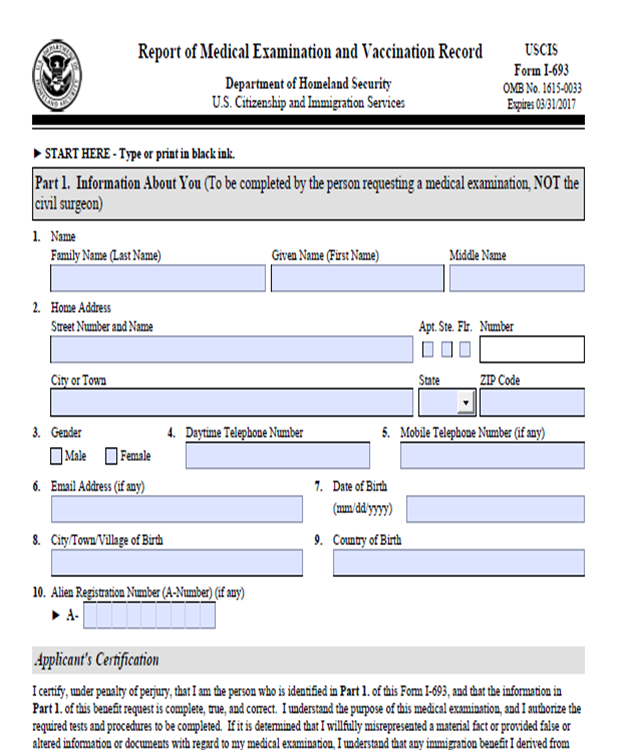 Report of Medical Examination and Vaccination Record
Department of Homeland Security
U.S. Citizenship and Immigration Services
USCIS
Form I-693
OMB No. 1615-0033
Expires 03/31/2017
► START HERE - Type or print in black ink.
Part 1. Information About You (To be completed by the person requesting a medical examination, NOT the
civil surgeon)
1. Name
Family Name (Last Name) Given Name (First Name) Middle Name
2. Home Address
Street Number and Name Apt. Ste. Flr. Number
City or Town State ZIP Code
3. Gender 4. Daytime Telephone Number 5. Mobile Telephone Number (if any)
Male Female
6. Email Address (if any) 7. Date of Birth
(mm/dd/yyyy)
8. City/Town/Village of Birth 9. Country of Birth
10. Alien Registration Number (A-Number) (if any)
► A-
Applicant's Certification
I certify, under penalty of perjury, that I am the person who is identified in Part 1. of this Form I-693, and that the information in
Part 1. of this benefit request is complete, true, and correct. I understand the purpose of this medical examination, and I authorize the
required tests and procedures to be completed. If it is determined that I willfully misrepresented a material fact or provided false or
altered information or documents with regard to my medical examination, I understand that any immigration benefit I derived from